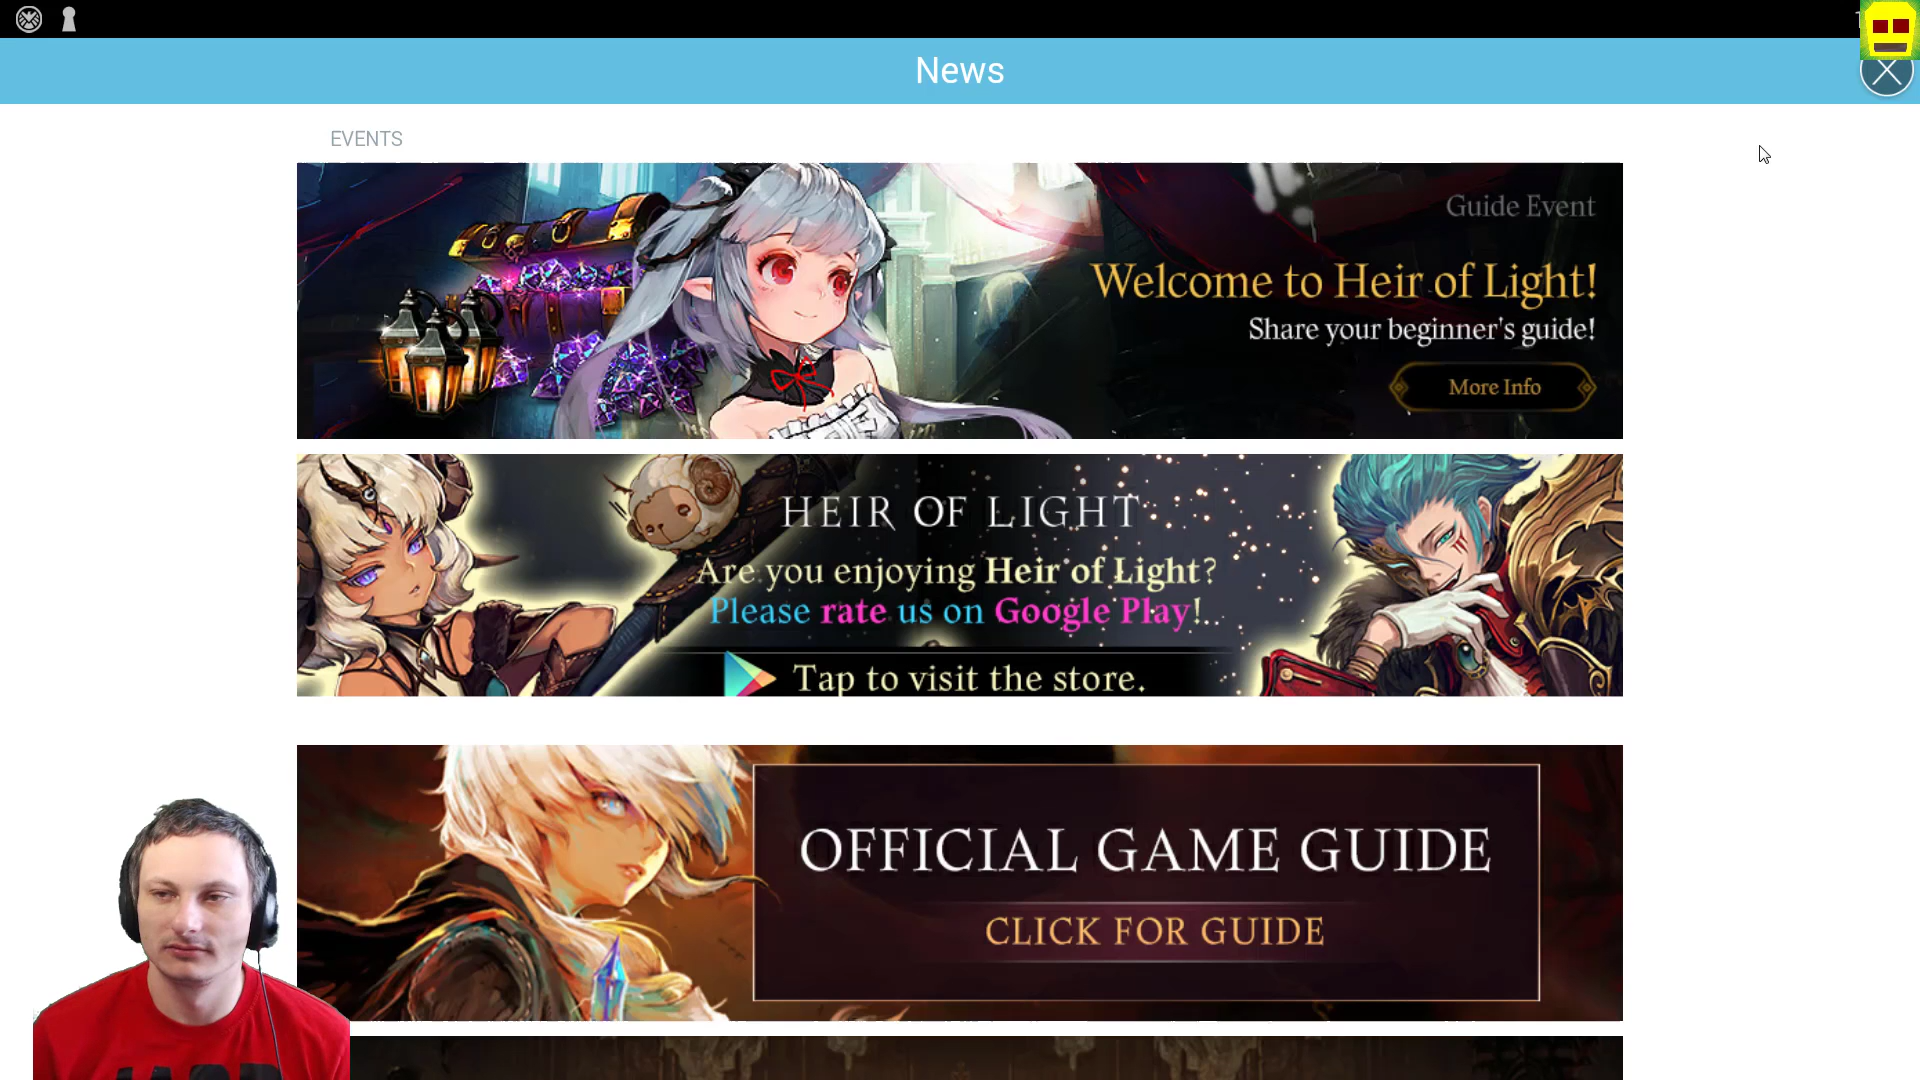 News
EVENTS
Guide Event
Welcome to Heir of Light!
Share your beginner's guide!
More Info
HEIR OF LIGHT
Are you enjoying Heir of Light?
Please rate us on Google Play!
Tap to visit the store.
OFFICIAL GAME GUIDE
CLICK FOR GUIDE